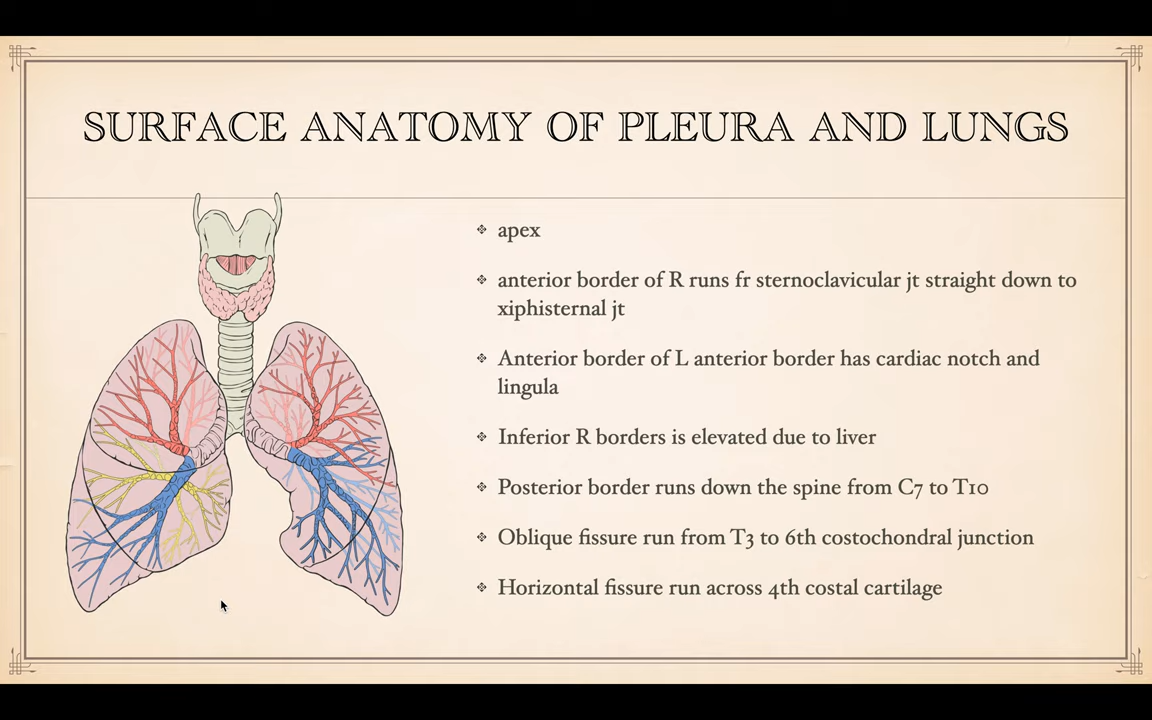 SURFACE ANATOMY OF PLEURA AND LUNGS
apex
anterior border of R runs fr sternoclavicular jt straight down to
xiphisternal jt
Anterior border of L anterior border has cardiac notch and
lingula
Inferior R borders is elevated due to liver
Posterior border runs down the spine from C7 to T10
Oblique fissure run from T3 to 6th costochondral junction
Horizontal fissure run across 4th costal cartilage